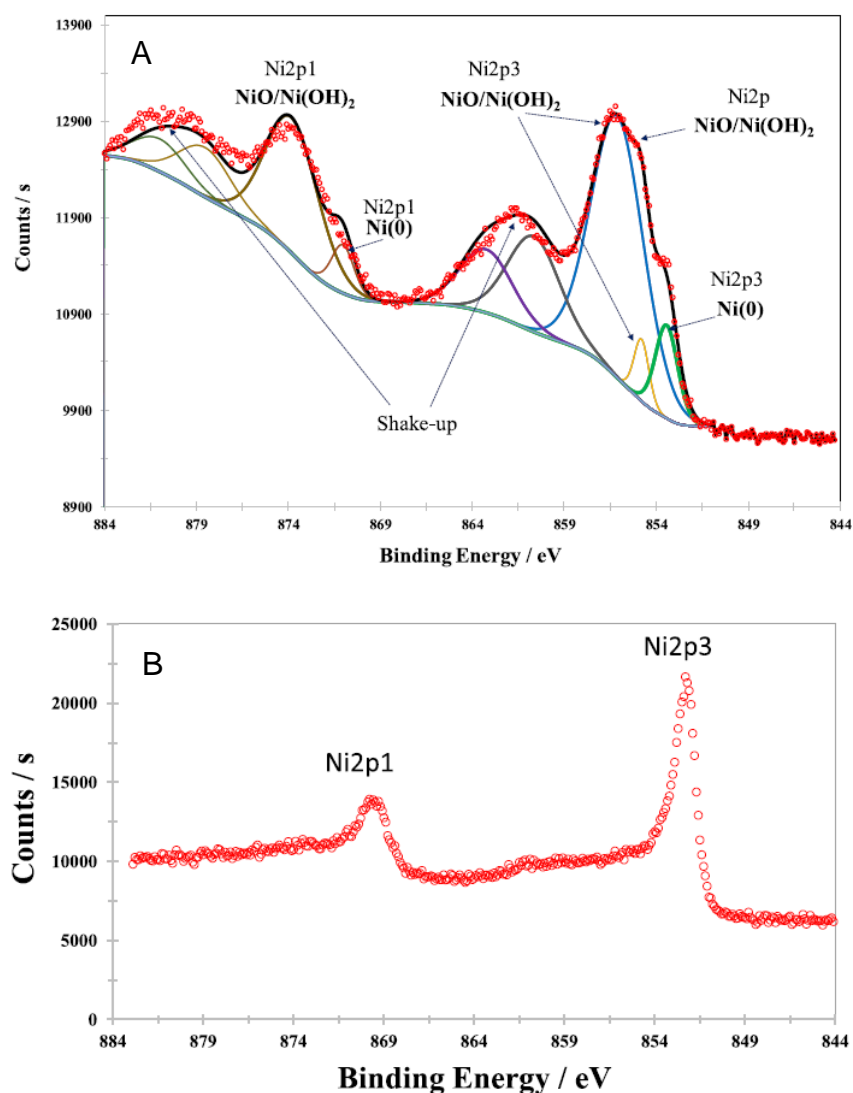 A
13900
12900
11900
10900
9900
8900
Counts / s
Ni2p1
NiO/Ni(OH)₂
Ni2p3
NiO/Ni(OH)₂
Ni2p
NiO/Ni(OH)₂
Ni2p1
Ni(0)
Ni2p3
Ni(0)
Shake-up
884 879 874 869 864 859 854 849 844
Binding Energy / eV
B
25000
20000
15000
10000
5000
0
Counts / s
Ni2p1
Ni2p3
884 879 874 869 864 859 854 849 844
Binding Energy / eV